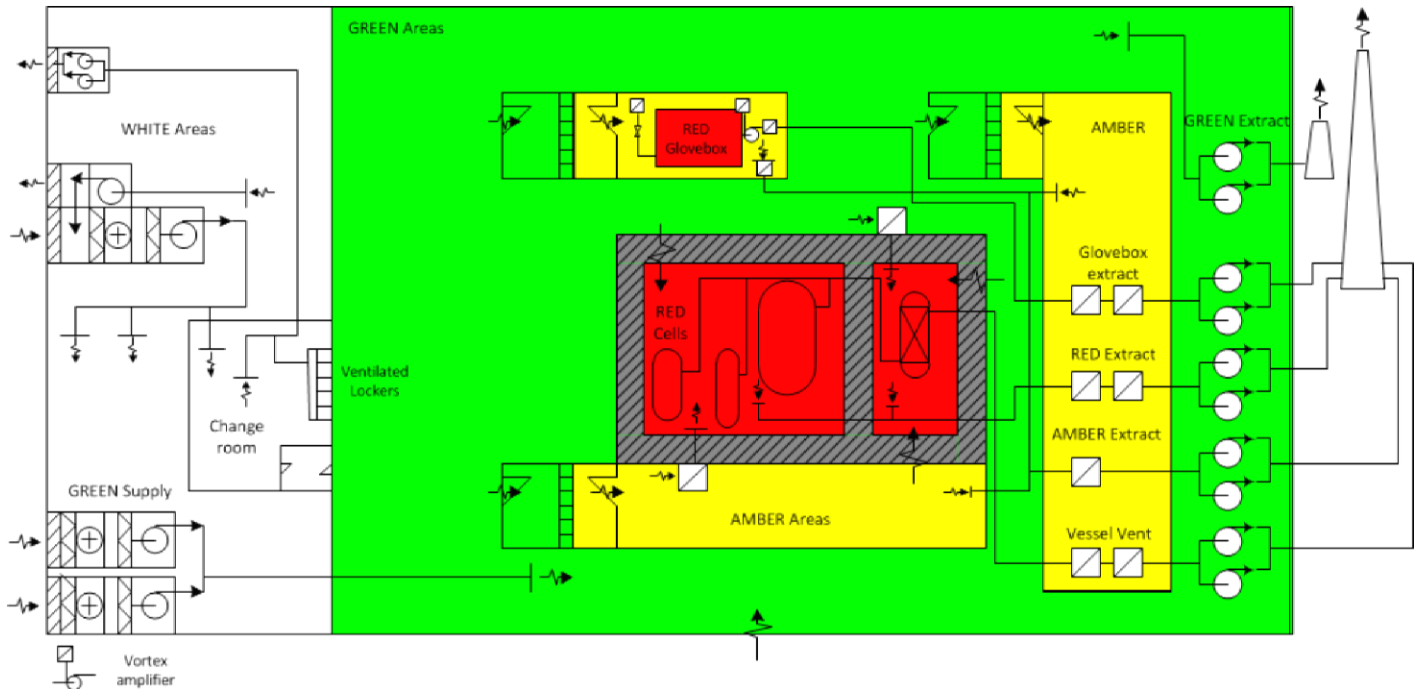 GREEN Areas
WHITE Areas
RED
Glovebox
AMBER
GREEN Extract
Glovebox
extract
RED
Cells
RED Extract
Ventilated
Lockers
Change
room
AMBER Extract
GREEN Supply
AMBER Areas
Vessel Vent
Vortex
amplifier